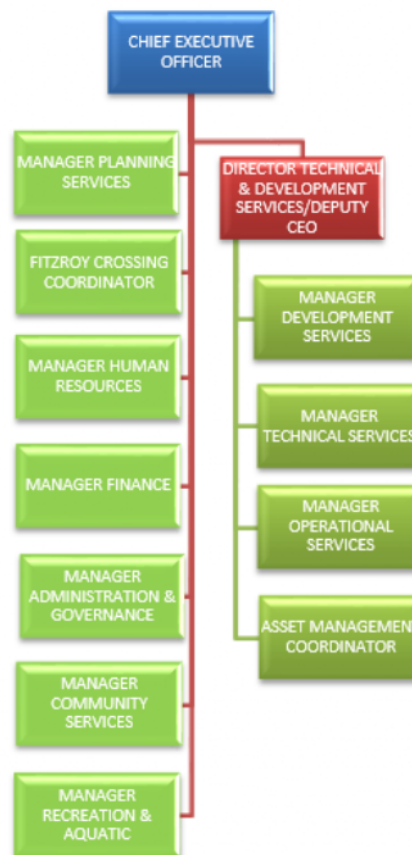 CHIEF EXECUTIVE
OFFICER
MANAGER PLANNING
SERVICES
DIRECTOR TECHNICAL
& DEVELOPMENT
SERVICES/DEPUTY
CEO
FITZROY CROSSING
COORDINATOR
MANAGER HUMAN
RESOURCES
MANAGER FINANCE
MANAGER
ADMINISTRATION &
GOVERNANCE
MANAGER
COMMUNITY
SERVICES
MANAGER
RECREATION &
AQUATIC
MANAGER
DEVELOPMENT
SERVICES
MANAGER
TECHNICAL SERVICES
MANAGER
OPERATIONAL
SERVICES
ASSET MANAGEMENT
COORDINATOR